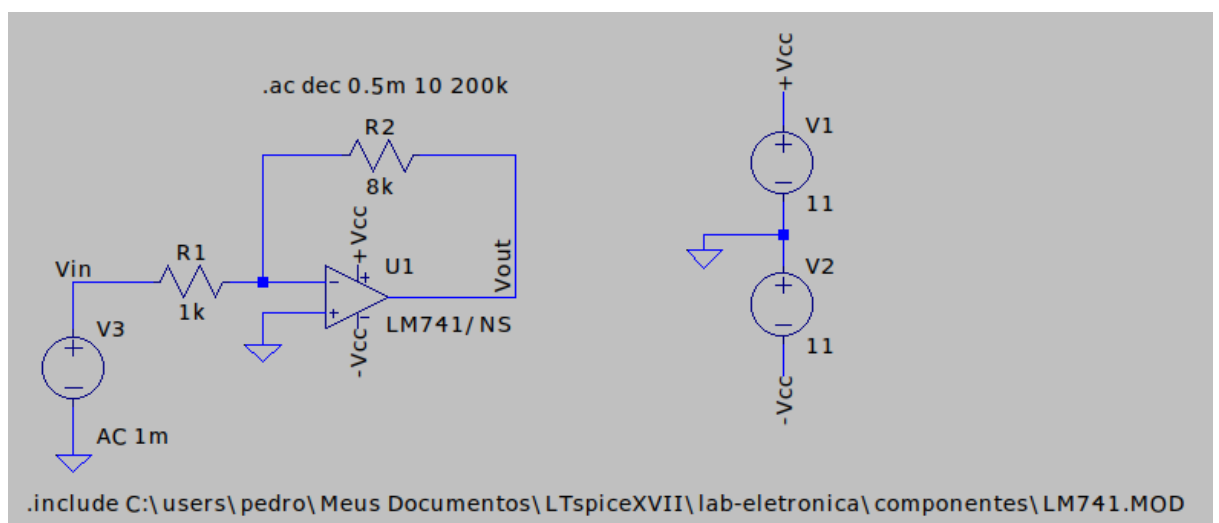 .ac dec 0.5m 10 200k
R2
8k
+Vcc
R1
1k
Vin
-
+
+
-
U1
LM741/NS
-Vcc
Vout
V3
+
-
AC 1m
+Vcc
V1
+
-
11
V2
+
-
11
-Vcc
.include C:\users\pedro\Meus Documentos\LTspiceXVII\lab-eletronica\componentes\LM741.MOD